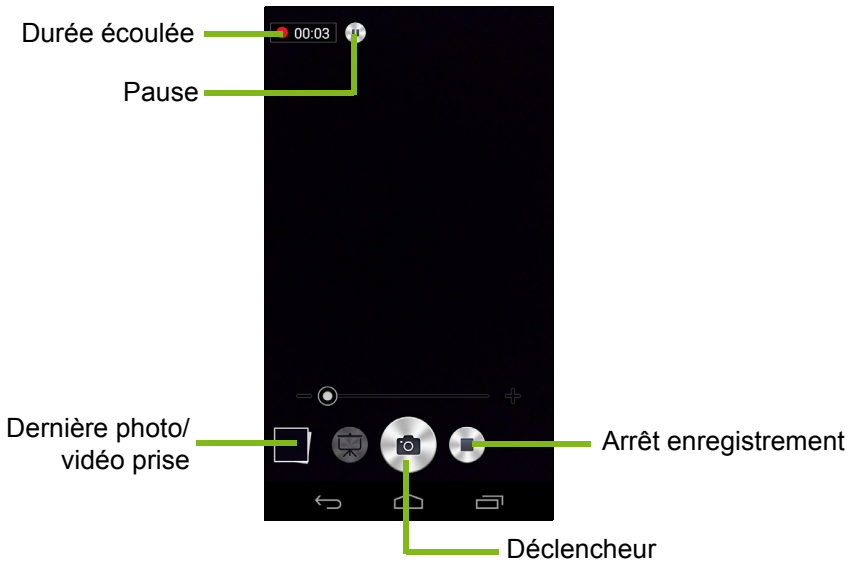 Durée écoulée
00:03
Pause
Dernière photo/
vidéo prise
Arrêt enregistrement
Déclencheur